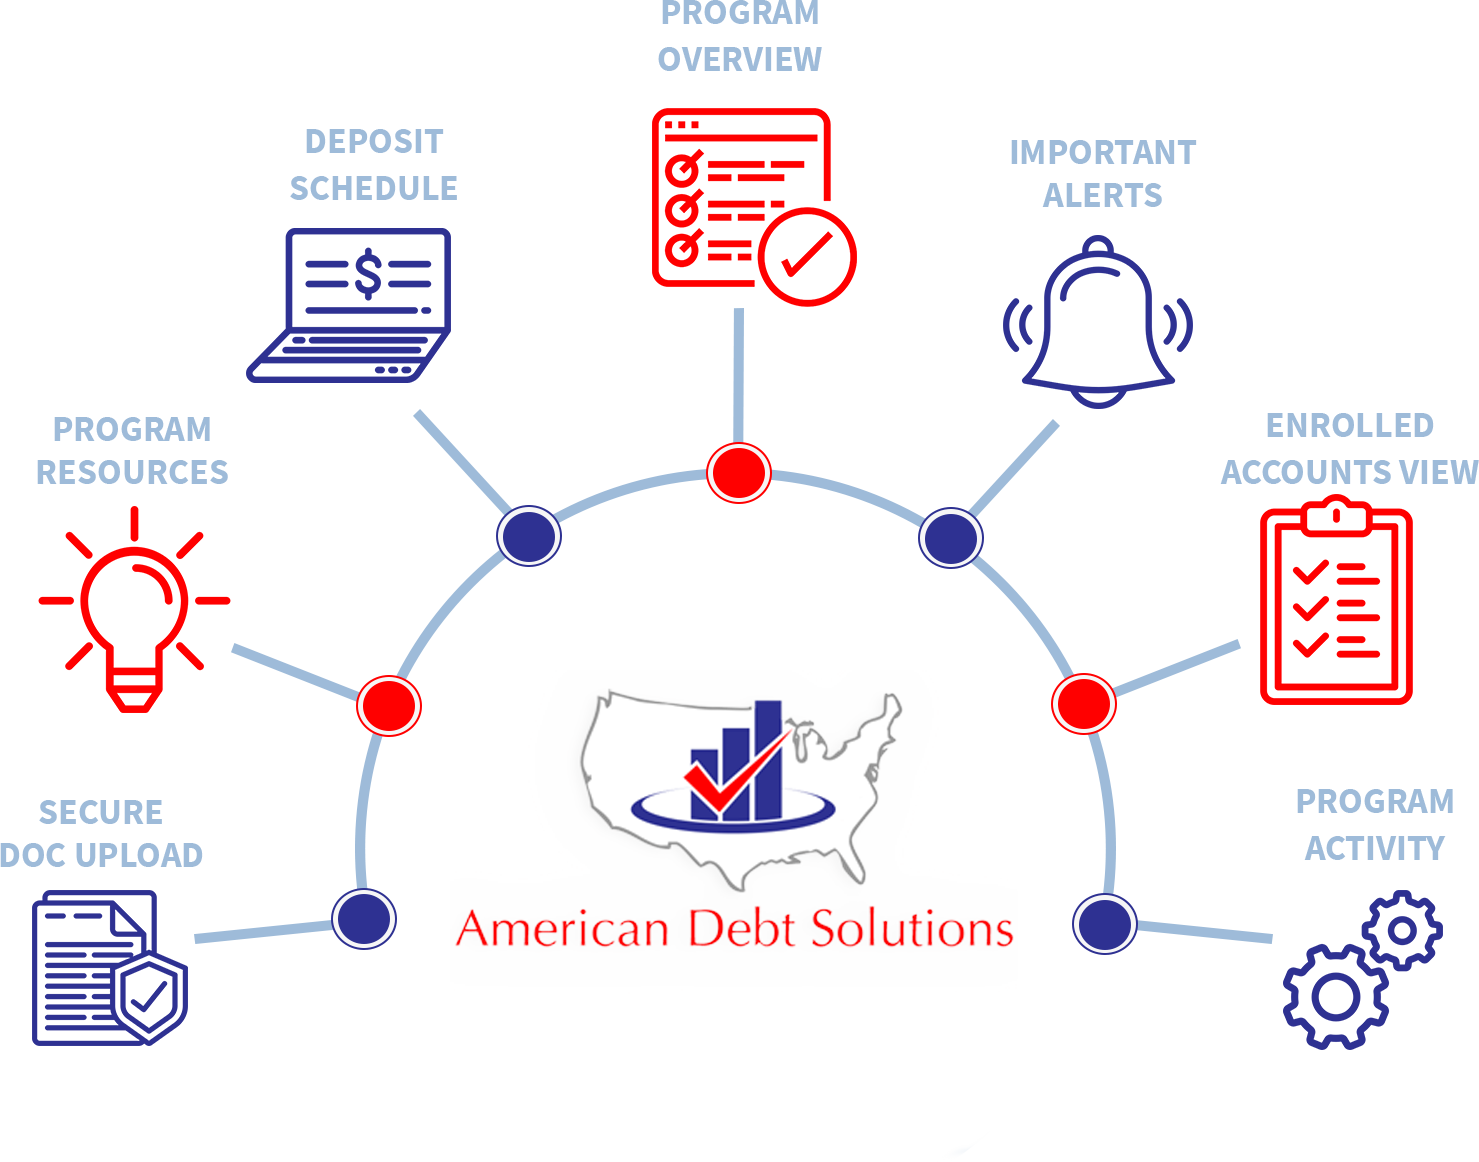 PROGRAM
OVERVIEW
DEPOSIT
SCHEDULE
IMPORTANT
ALERTS
$
PROGRAM
RESOURCES
ENROLLED
ACCOUNTS VIEW
SECURE
DOC UPLOAD
PROGRAM
ACTIVITY
American Debt Solutions